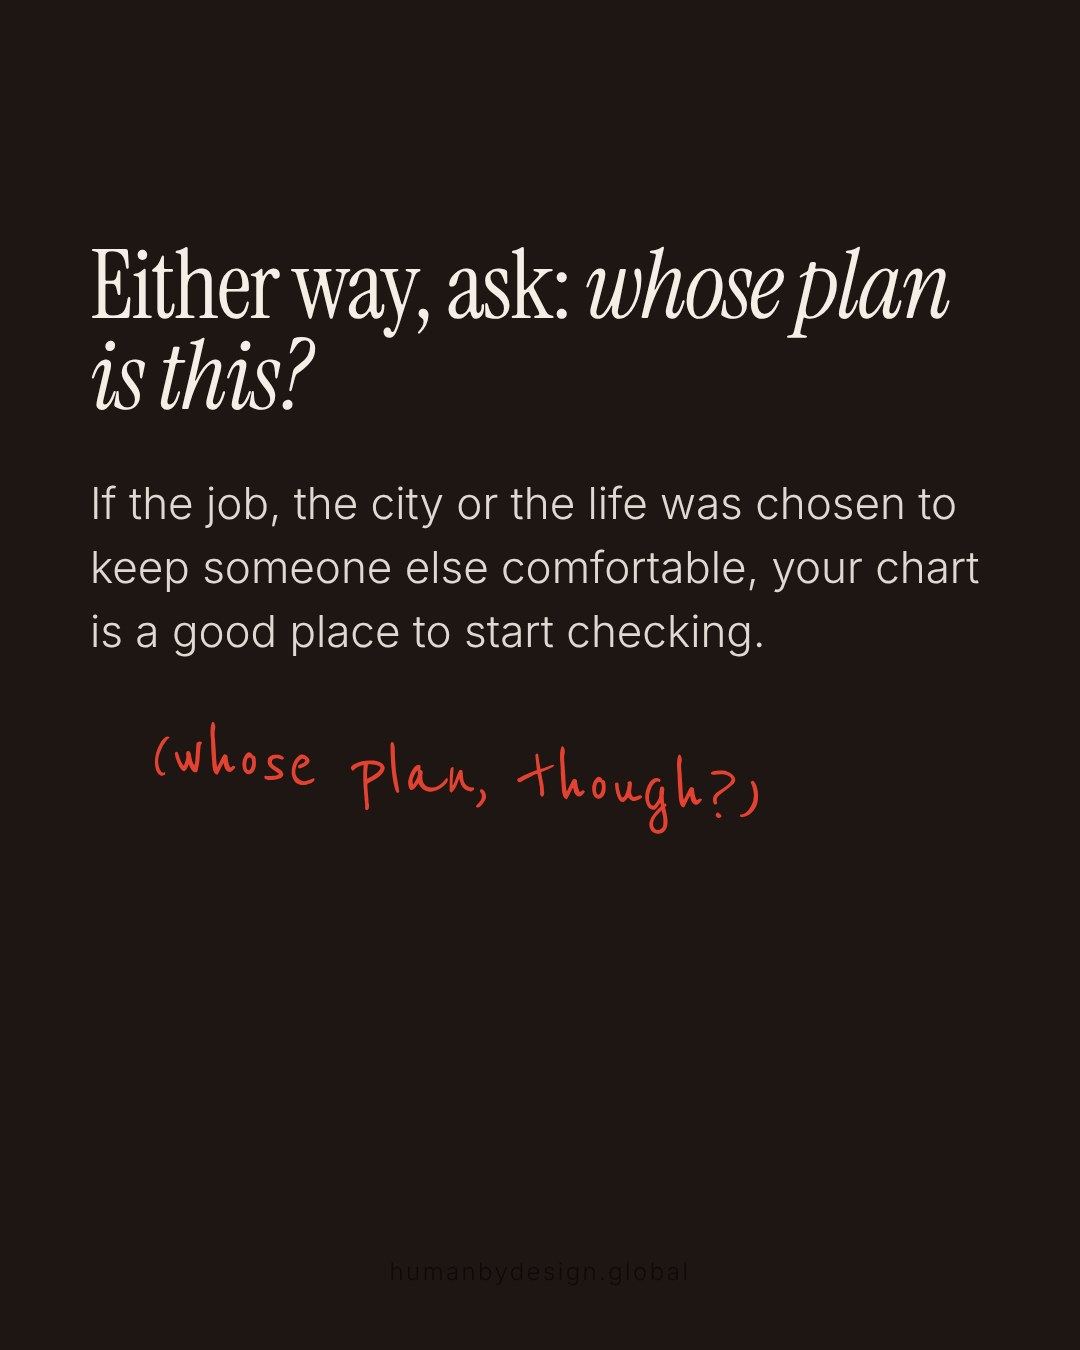 Either way, ask: whose plan
is this?
If the job, the city or the life was chosen to
keep someone else comfortable, your chart
is a good place to start checking.
(whose plan, though?)
humanbydesign.global